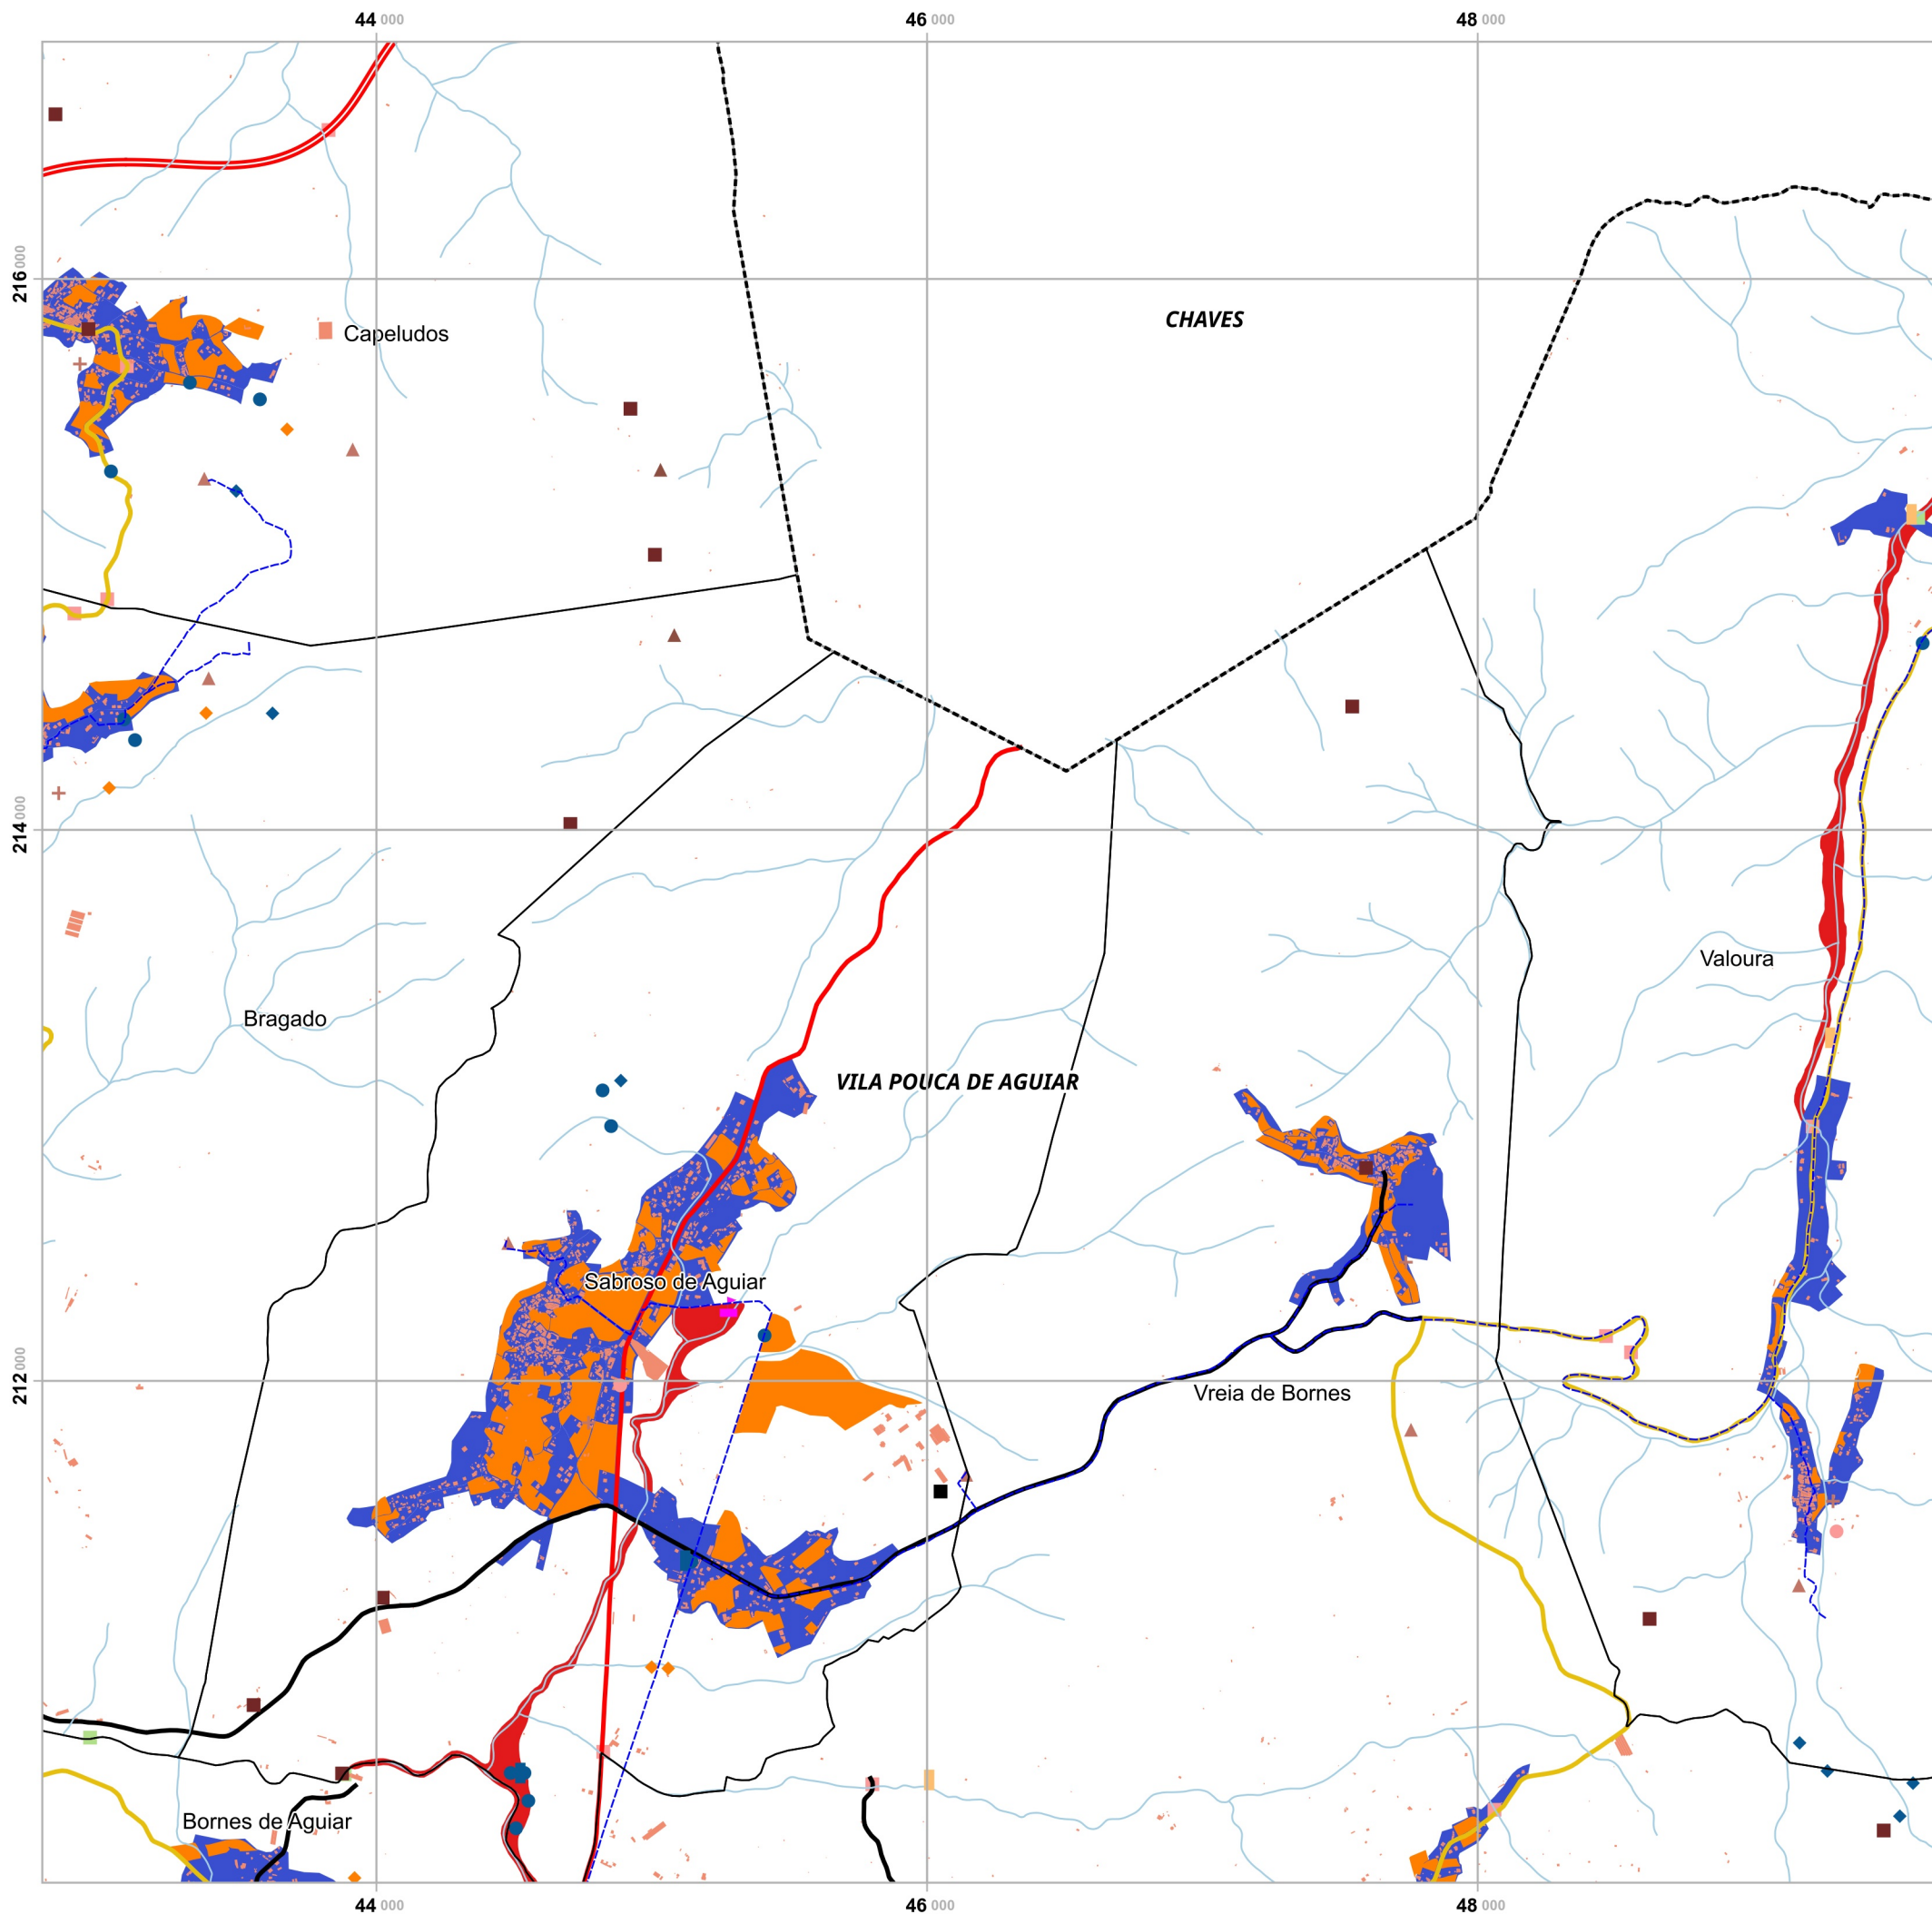 44 000
46 000
48 000
216 000
CHAVES
Capeludos
214 000
Valoura
Bragado
VILA POUCA DE AGUIAR
Sabroso de Aguiar
212 000
Vreia de Bornes
Bornes de Aguiar
44 000
46 000
48 000